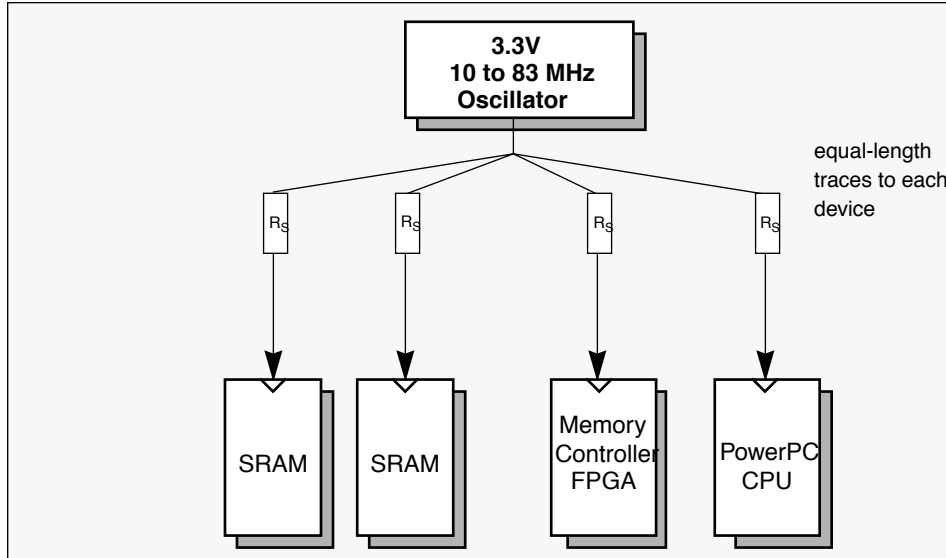 3.3V
10 to 83 MHz
Oscillator
equal-length
traces to each
device
RS
RS
RS
RS
SRAM
SRAM
Memory
Controller
FPGA
PowerPC
CPU